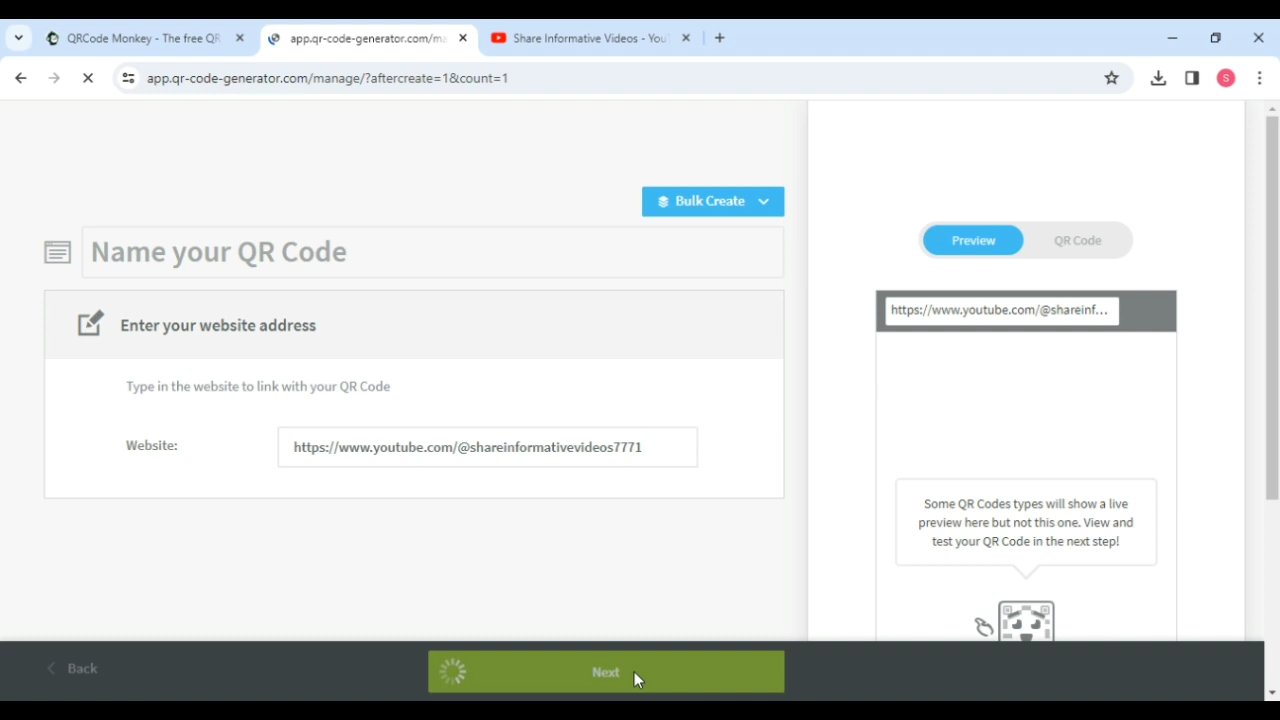 QRCode Monkey - The free QR
app.qr-code-generator.com/ma
Share Informative Videos - You
app.qr-code-generator.com/manage/?aftercreate=1&count=1
S
Bulk Create
Name your QR Code
Enter your website address
Type in the website to link with your QR Code
Website:
https://www.youtube.com/@shareinformativevideos7771
Preview
QR Code
https://www.youtube.com/@shareinf...
Some QR Codes types will show a live
preview here but not this one. View and
test your QR Code in the next step!
Back
Next